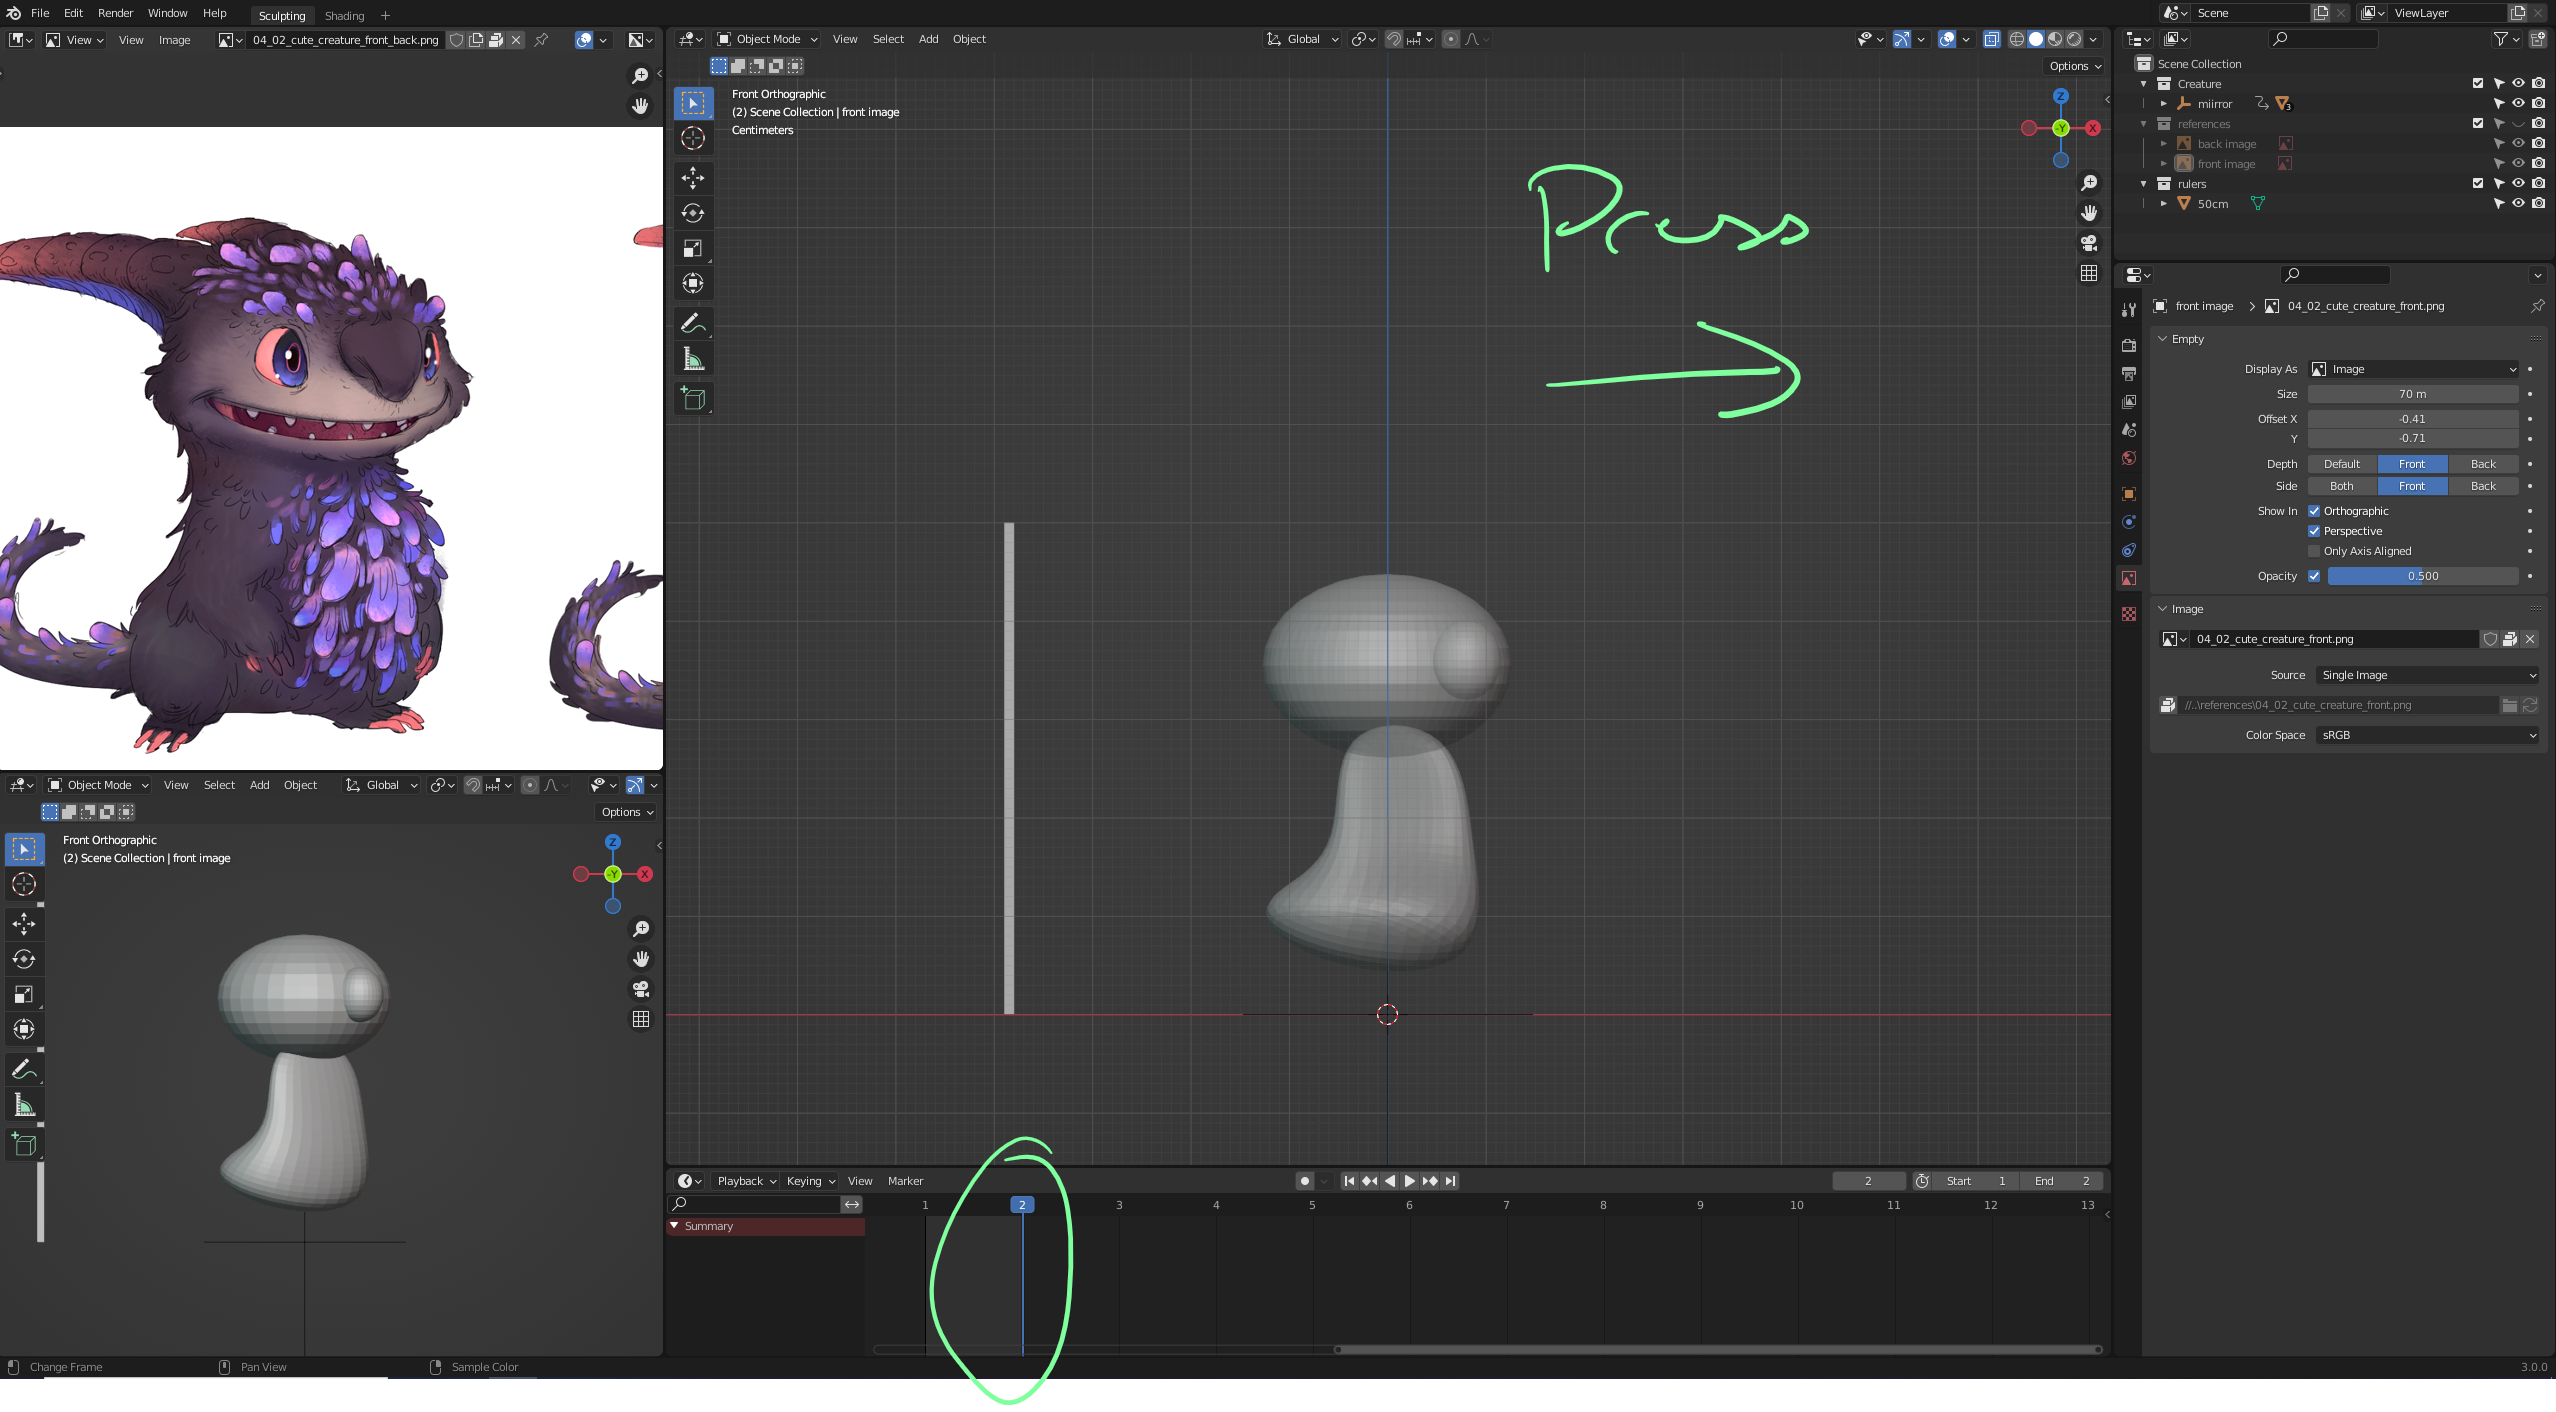 File Edit Render Window Help Sculpting Shading + Scene ViewLayer
View View Image 04_02_cute_creature_front_back.png
Object Mode View Select Add Object Global
Options
Front Orthographic
(2) Scene Collection | front image
Centimeters
Z
-Y X
Press
Scene Collection
Creature
miirror 3
references
back image
front image
rulers
50cm
front image > 04_02_cute_creature_front.png
Empty
Display As Image
Size 70 m
Offset X -0.41
Y -0.71
Depth Default Front Back
Side Both Front Back
Show In Orthographic
Perspective
Only Axis Aligned
Opacity 0.500
Image
04_02_cute_creature_front.png
Source Single Image
//..\references\04_02_cute_creature_front.png
Color Space sRGB
Object Mode View Select Add Object Global
Options
Front Orthographic
(2) Scene Collection | front image
Z
-Y X
Playback Keying View Marker 2 Start 1 End 2
1 2 3 4 5 6 7 8 9 10 11 12 13
Summary
Change Frame Pan View Sample Color 3.0.0